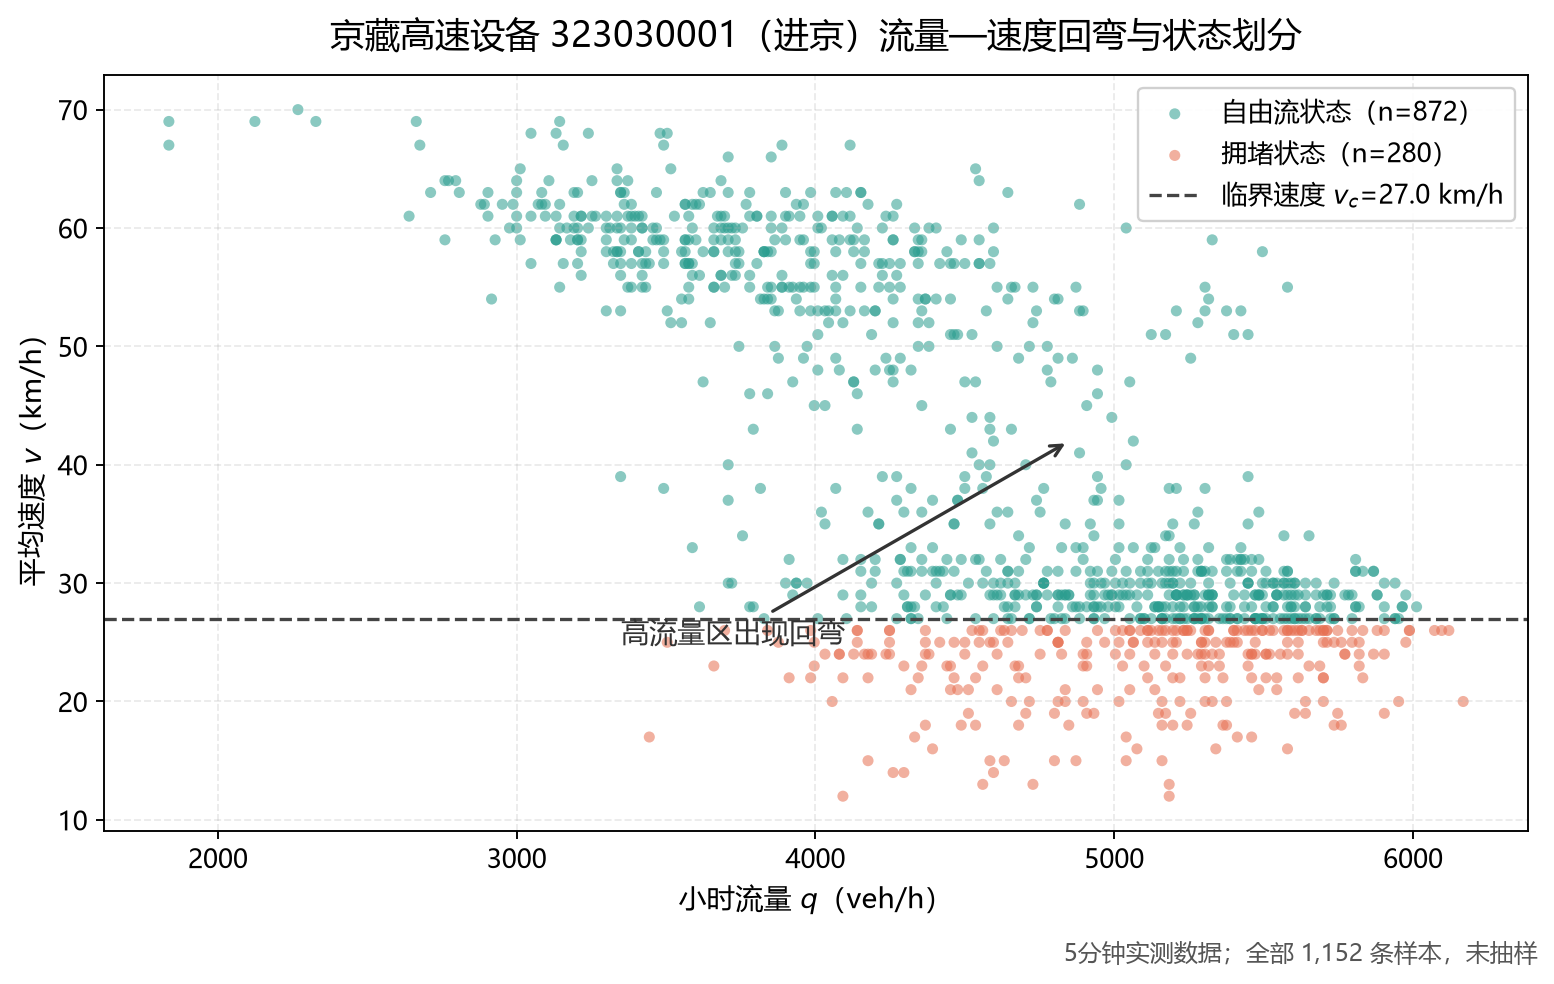 京藏高速设备 323030001（进京）流量—速度回弯与状态划分
自由流状态（n=872）
拥堵状态（n=280）
临界速度 v_c=27.0 km/h
平均速度 v（km/h）
70
60
50
40
30
20
10
高流量区出现回弯
2000 3000 4000 5000 6000
小时流量 q（veh/h）
5分钟实测数据；全部 1,152 条样本，未抽样